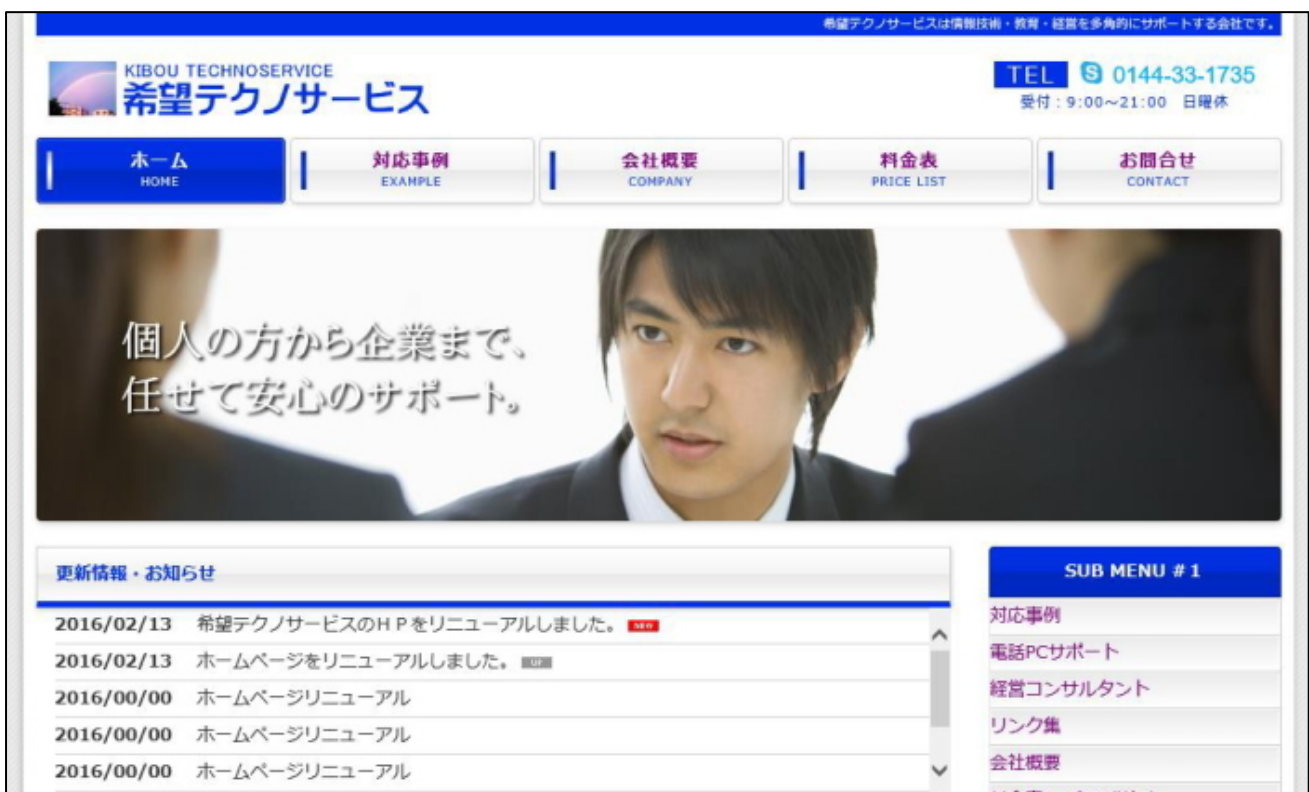 希望テクノサービスは情報技術・教育・経営を多角的にサポートする会社です。
KIBOU TECHNOSERVICE
希望テクノサービス
TEL 0144-33-1735
受付：9:00～21:00 日曜休
ホーム
HOME
対応事例
EXAMPLE
会社概要
COMPANY
料金表
PRICE LIST
お問合せ
CONTACT
個人の方から企業まで、
任せて安心のサポート。
更新情報・お知らせ
2016/02/13 希望テクノサービスのＨＰをリニューアルしました。 NEW
2016/02/13 ホームページをリニューアルしました。 UP
2016/00/00 ホームページリニューアル
2016/00/00 ホームページリニューアル
2016/00/00 ホームページリニューアル
SUB MENU # 1
対応事例
電話PCサポート
経営コンサルタント
リンク集
会社概要